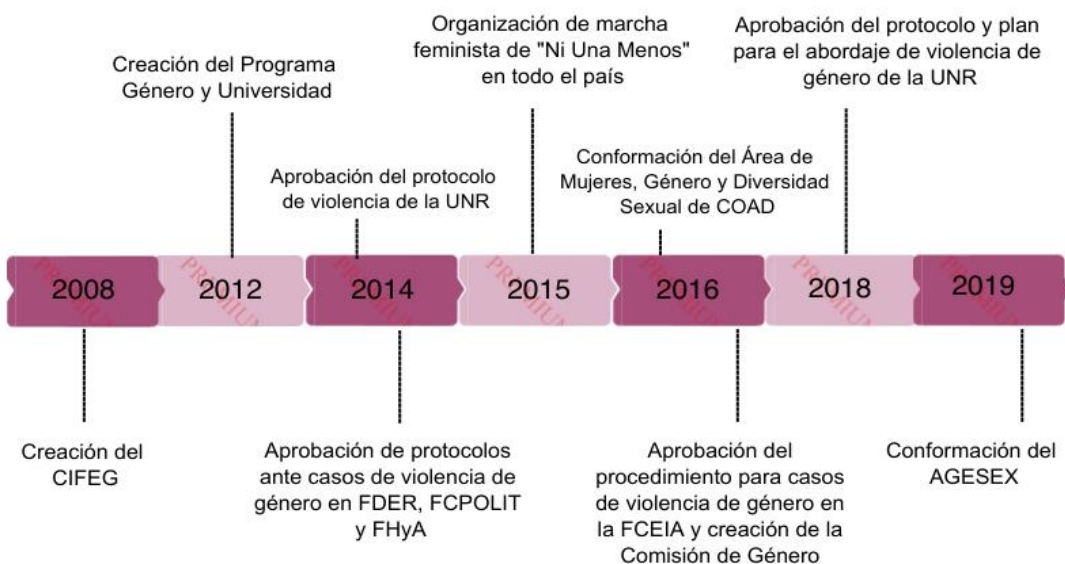 Organización de marcha
feminista de "Ni Una Menos"
en todo el país
Aprobación del protocolo y plan
para el abordaje de violencia de
género de la UNR
Creación del Programa
Género y Universidad
Conformación del Área de
Mujeres, Género y Diversidad
Sexual de COAD
Aprobación del protocolo
de violencia de la UNR
2008
2012
2014
2015
2016
2018
2019
Creación del
CIFEG
Aprobación de protocolos
ante casos de violencia de
género en FDER, FCPOLIT
y FHyA
Aprobación del
procedimiento para casos
de violencia de género en
la FCEIA y creación de la
Comisión de Género
Conformación del
AGESEX